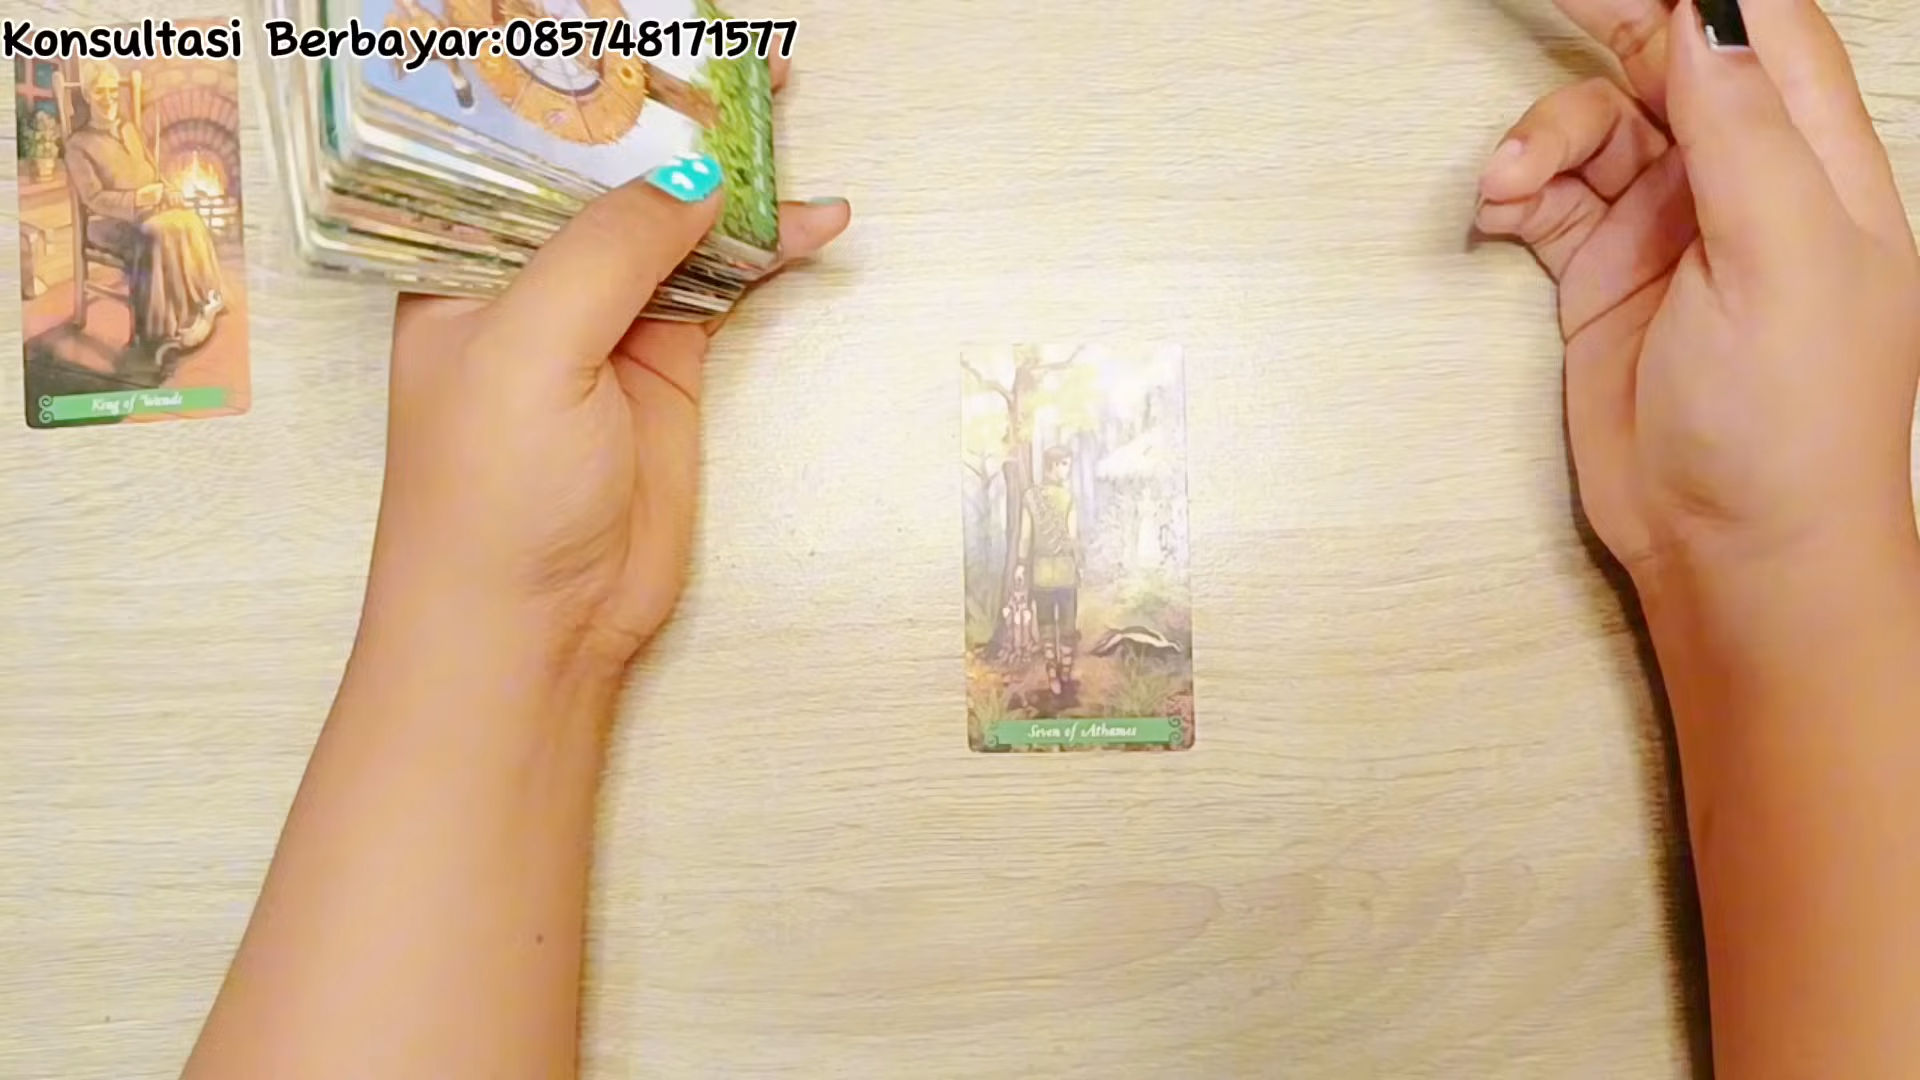 Konsultasi Berbayar:085748171577
King of Wands
Seven of Athames